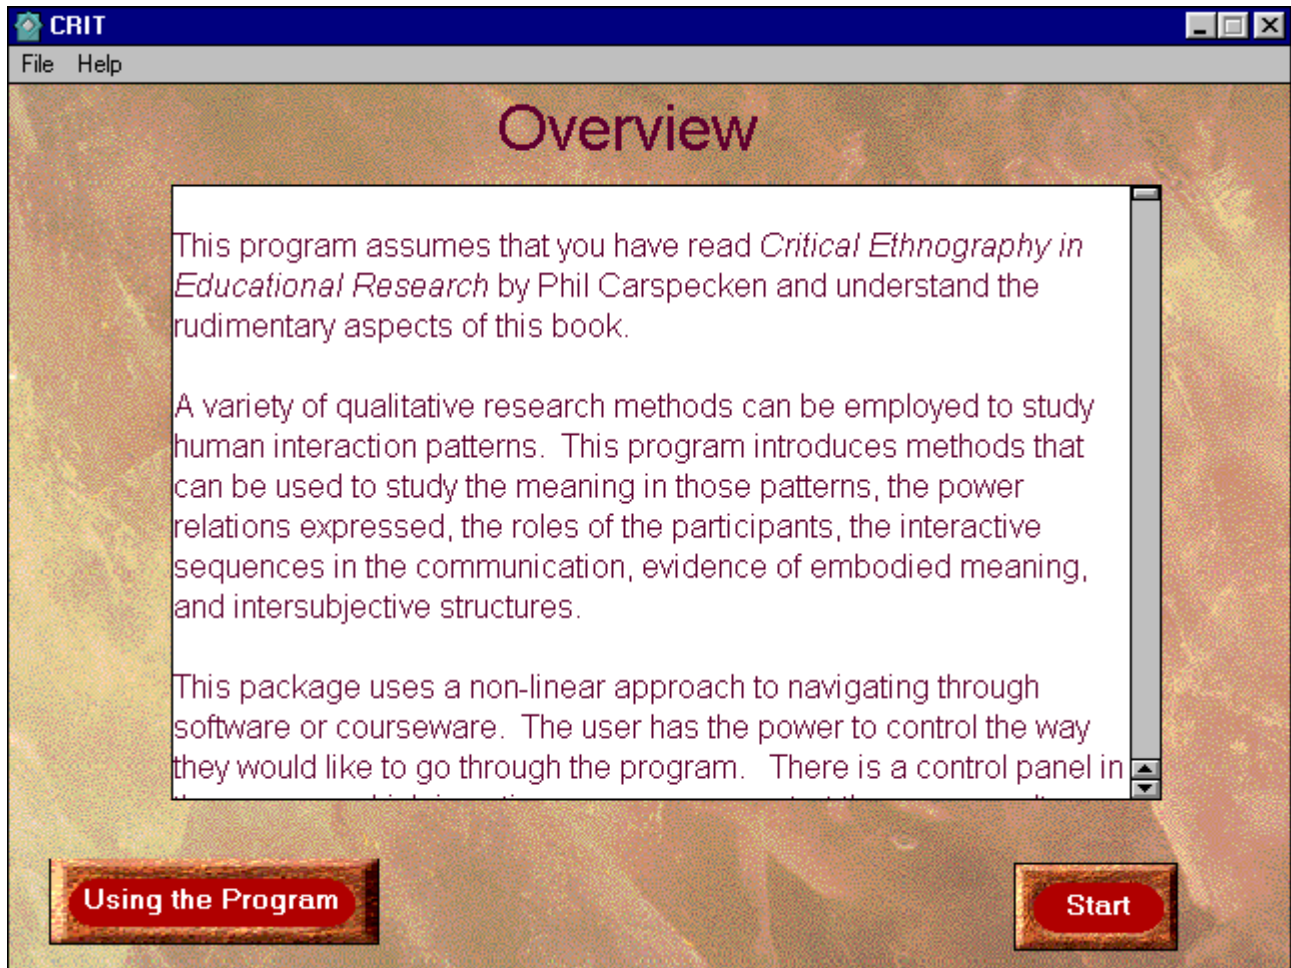 CRIT
File Help
Overview
This program assumes that you have read Critical Ethnography in
Educational Research by Phil Carspecken and understand the
rudimentary aspects of this book.
A variety of qualitative research methods can be employed to study
human interaction patterns.  This program introduces methods that
can be used to study the meaning in those patterns, the power
relations expressed, the roles of the participants, the interactive
sequences in the communication, evidence of embodied meaning,
and intersubjective structures.
This package uses a non-linear approach to navigating through
software or courseware.  The user has the power to control the way
they would like to go through the program.   There is a control panel in
Using the Program
Start